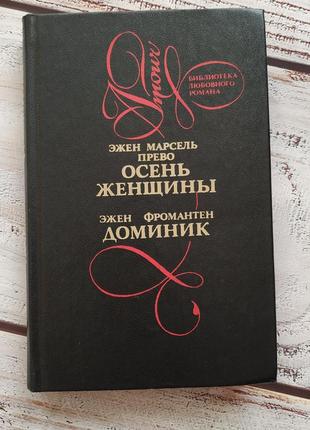 Amour
БИБЛИОТЕКА
ЛЮБОВНОГО
РОМАНА
ЭЖЕН МАРСЕЛЬ
ПРЕВО
ОСЕНЬ
ЖЕНЩИНЫ
ЭЖЕН ФРОМАНТЕН
ДОМИНИК